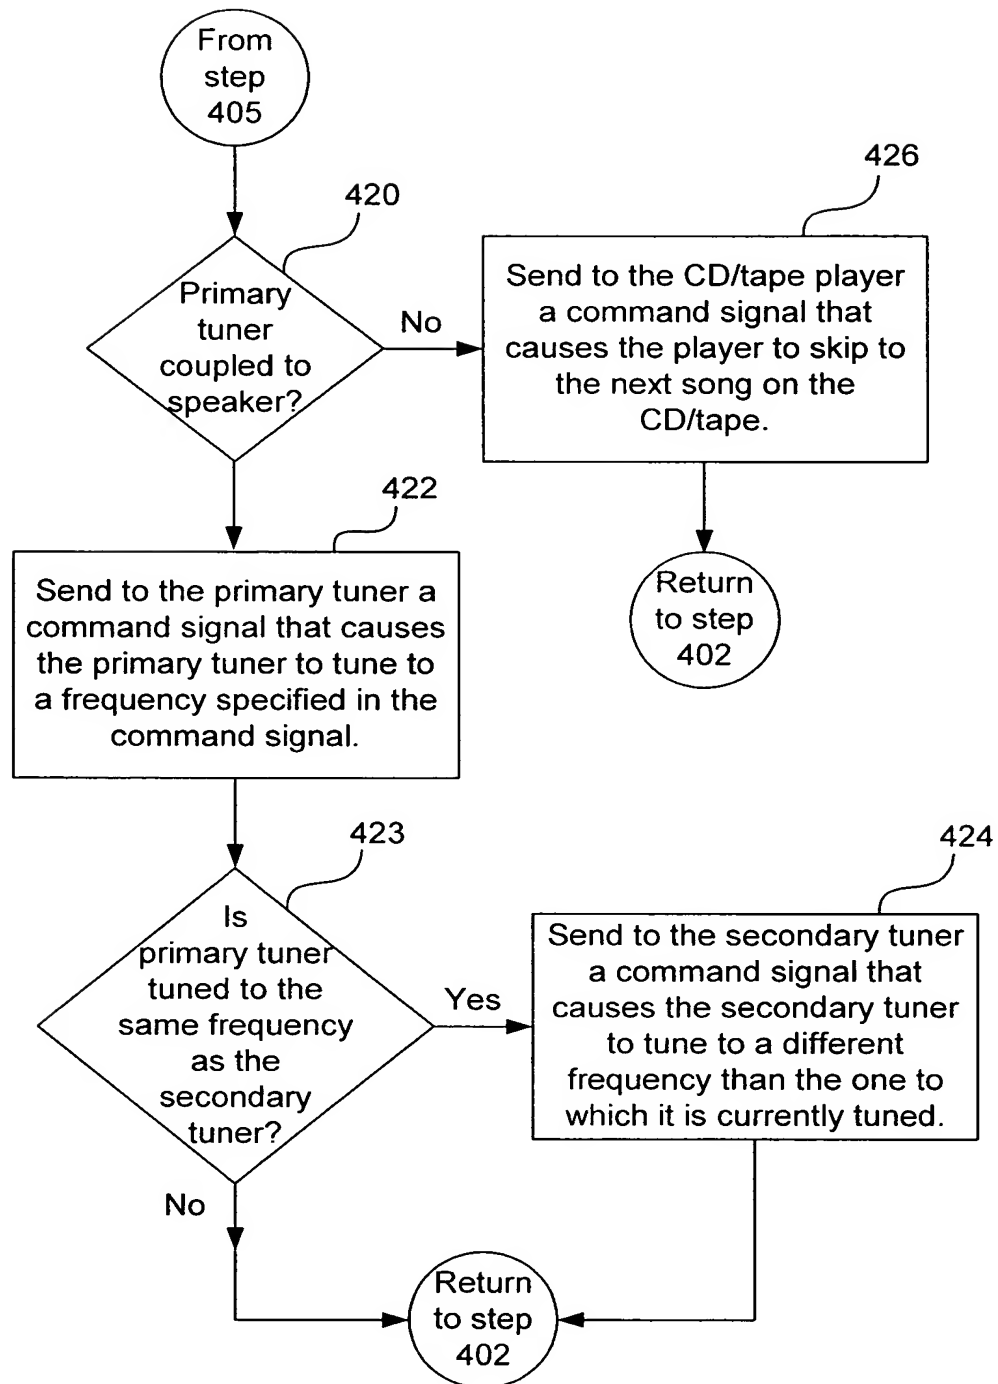 From
step
405
420
Primary
tuner
coupled to
speaker?
No
426
Send to the CD/tape player
a command signal that
causes the player to skip to
the next song on the
CD/tape.
Return
to step
402
422
Send to the primary tuner a
command signal that causes
the primary tuner to tune to
a frequency specified in the
command signal.
423
Is
primary tuner
tuned to the
same frequency
as the
secondary
tuner?
Yes
424
Send to the secondary tuner
a command signal that
causes the secondary tuner
to tune to a different
frequency than the one to
which it is currently tuned.
No
Return
to step
402